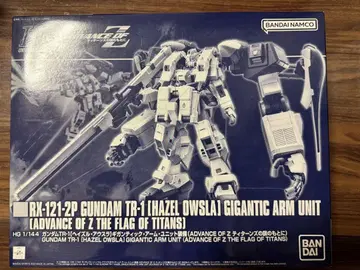 ADVANCE OF Z
BANDAI NAMCO
RX-121-2P GUNDAM TR-1 [HAZEL OWSLA] GIGANTIC ARM UNIT
(ADVANCE OF Z THE FLAG OF TITANS)
HG 1/144 ガンダムTR-1[ヘイズル・アウスラ]ギガンティック・アーム・ユニット装備(ADVANCE OF Z ティターンズの旗のもとに)
GUNDAM TR-1 [HAZEL OWSLA] GIGANTIC ARM UNIT (ADVANCE OF Z THE FLAG OF TITANS)
BAN
DAI